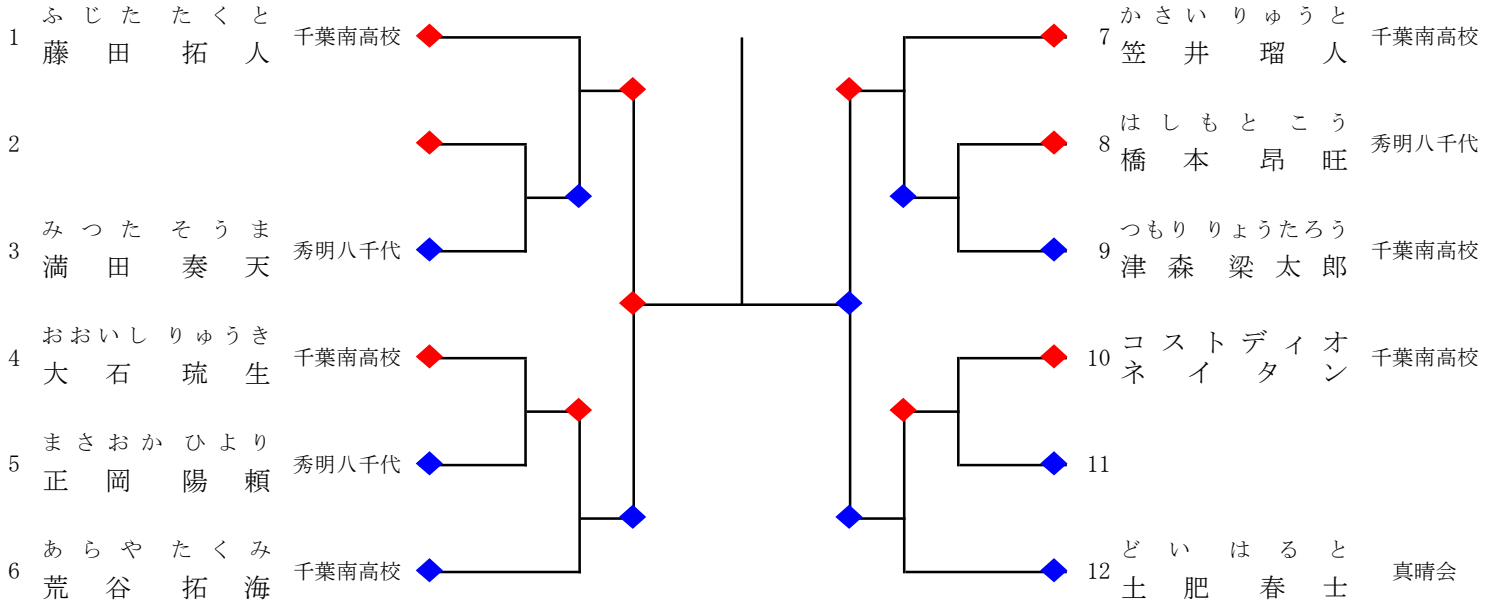 ふじた たくと
1 藤田 拓人 千葉南高校
2
みつた そうま
3 満田 奏天 秀明八千代
おおいし りゅうき
4 大石 琉生 千葉南高校
まさおか ひより
5 正岡 陽頼 秀明八千代
あらや たくみ
6 荒谷 拓海 千葉南高校
かさい りゅうと
7 笠井 瑠人 千葉南高校
はしもと こう
8 橋本 昂旺 秀明八千代
つもり りょうたろう
9 津森 梁太郎 千葉南高校
コストディオ
10 ネイタン 千葉南高校
11
どい はると
12 土肥 春士 真晴会